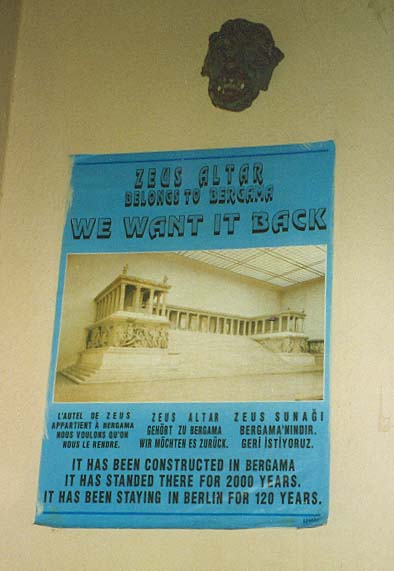 ZEUS ALTAR
BELONGS TO BERGAMA
WE WANT IT BACK
L'AUTEL DE ZEUS
APPARTIENT À BERGAMA
NOUS VOULONS QU'ON
NOUS LE RENDRE.
ZEUS ALTAR
GEHÖRT ZU BERGAMA
WIR MÖCHTEN ES ZURÜCK.
ZEUS SUNAĞI
BERGAMA'NINDIR.
GERİ İSTİYORUZ.
IT HAS BEEN CONSTRUCTED IN BERGAMA
IT HAS STANDED THERE FOR 2000 YEARS.
IT HAS BEEN STAYING IN BERLIN FOR 120 YEARS.